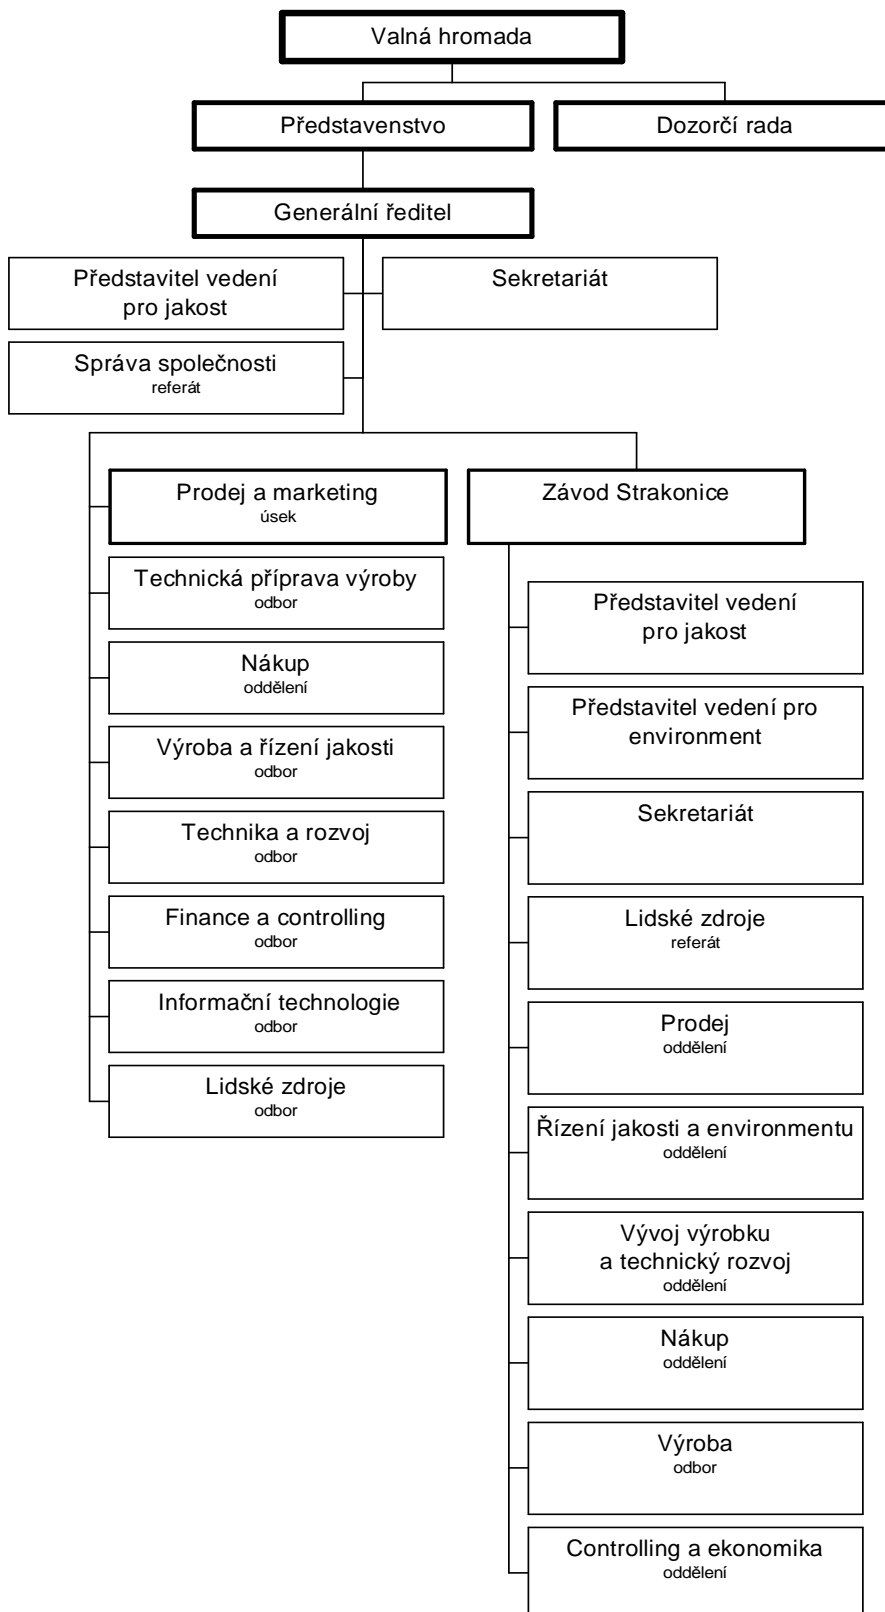 Valná hromada
Představenstvo
Dozorčí rada
Generální ředitel
Představitel vedení
pro jakost
Sekretariát
Správa společnosti
referát
Prodej a marketing
úsek
Technická příprava výroby
odbor
Nákup
oddělení
Výroba a řízení jakosti
odbor
Technika a rozvoj
odbor
Finance a controlling
odbor
Informační technologie
odbor
Lidské zdroje
odbor
Závod Strakonice
Představitel vedení
pro jakost
Představitel vedení pro
environment
Sekretariát
Lidské zdroje
referát
Prodej
oddělení
Řízení jakosti a environmentu
oddělení
Vývoj výrobku
a technický rozvoj
oddělení
Nákup
oddělení
Výroba
odbor
Controlling a ekonomika
oddělení